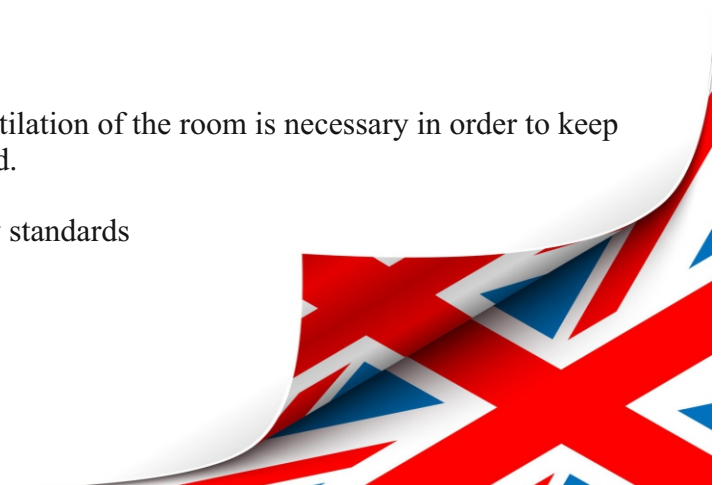 tilation of the room is necessary in order to keep
d.
standards